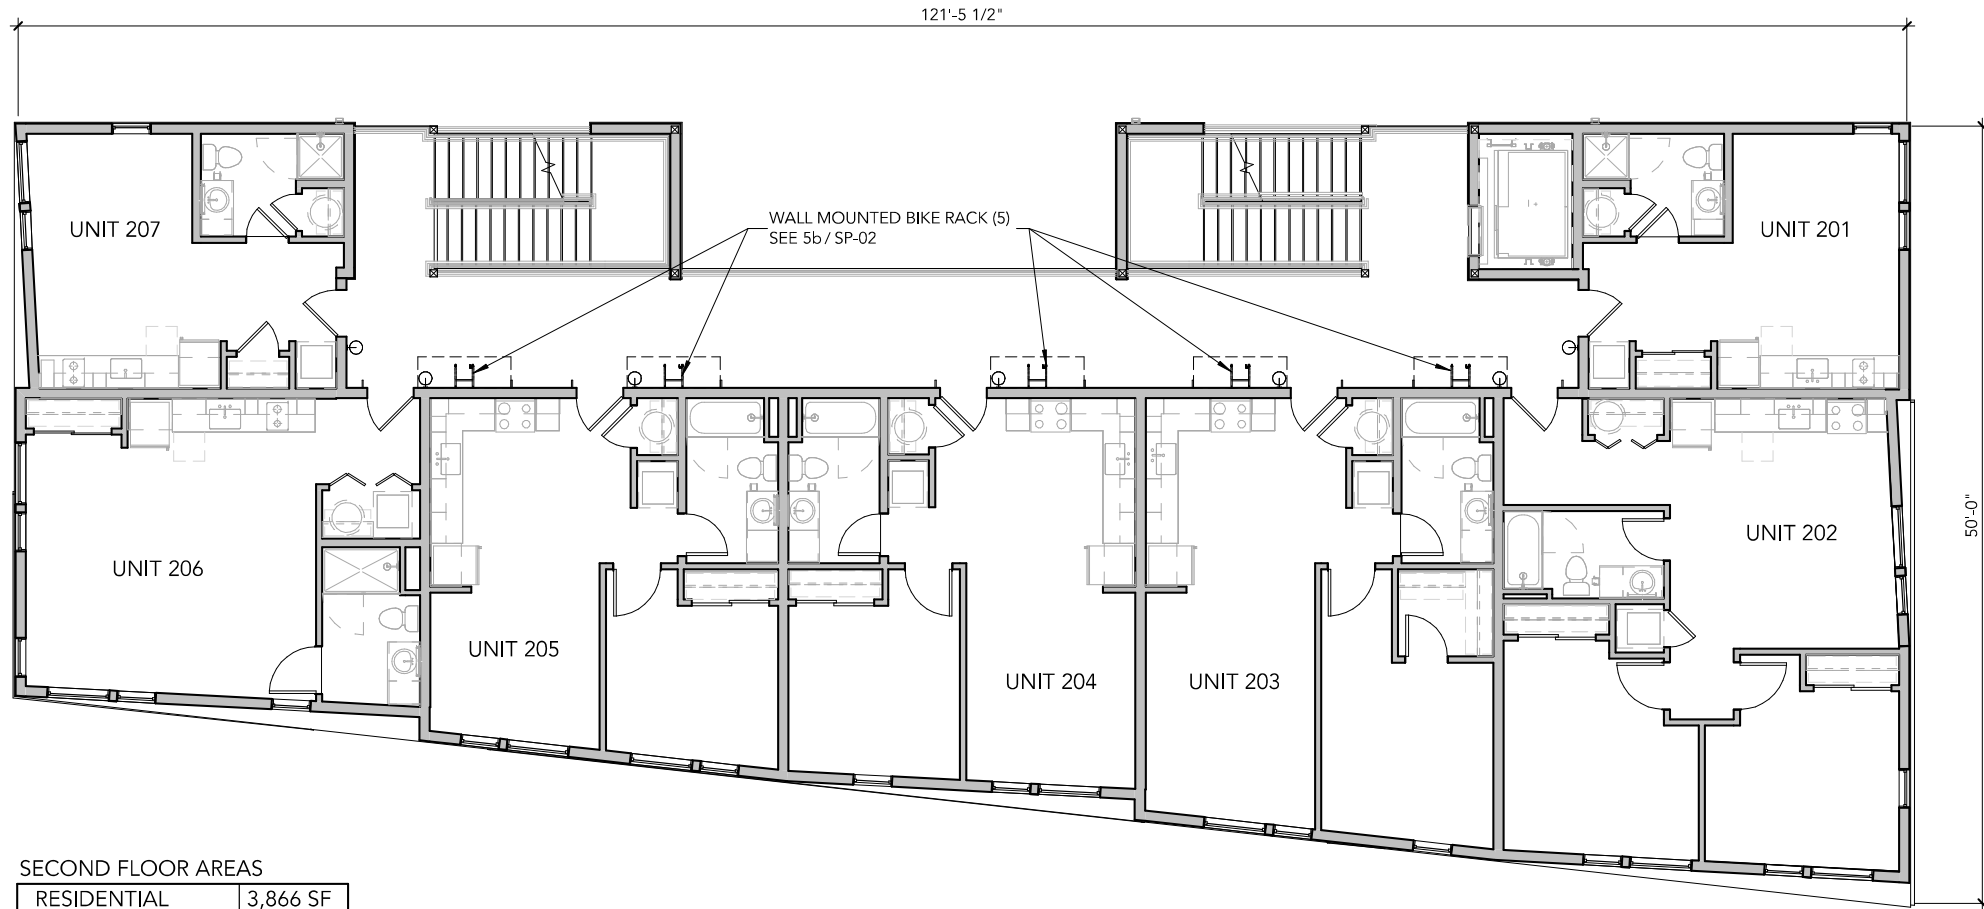 121'-5 1/2"
WALL MOUNTED BIKE RACK (5)
SEE 5b / SP-02
UNIT 207
UNIT 201
50'-0"
UNIT 202
UNIT 206
UNIT 205
UNIT 204
UNIT 203
SECOND FLOOR AREAS
RESIDENTIAL 3,866 SF